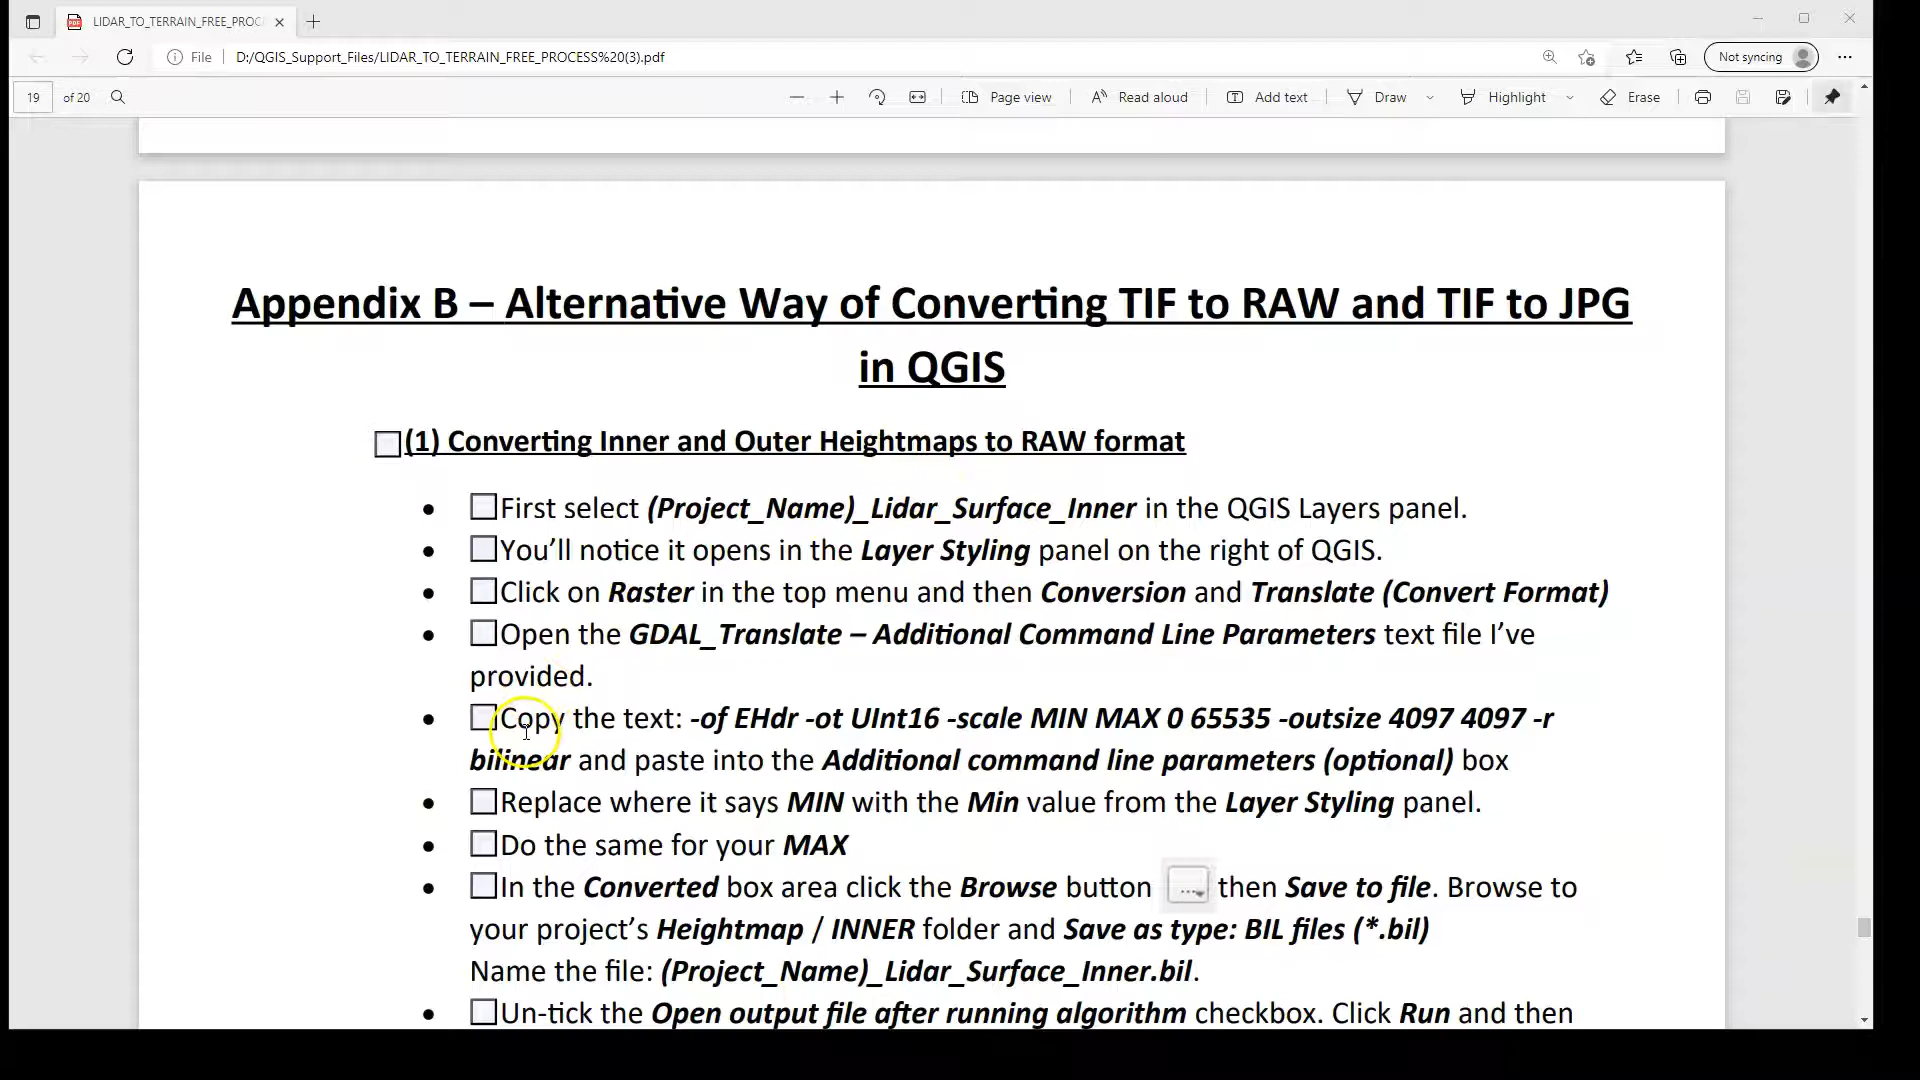 LIDAR_TO_TERRAIN_FREE_PROC
File
D:/QGIS_Support_Files/LIDAR_TO_TERRAIN_FREE_PROCESS%20(3).pdf
Not syncing
19 of 20
Page view
Read aloud
Add text
Draw
Highlight
Erase
Appendix B – Alternative Way of Converting TIF to RAW and TIF to JPG
in QGIS
(1) Converting Inner and Outer Heightmaps to RAW format
• First select (Project_Name)_Lidar_Surface_Inner in the QGIS Layers panel.
• You’ll notice it opens in the Layer Styling panel on the right of QGIS.
• Click on Raster in the top menu and then Conversion and Translate (Convert Format)
• Open the GDAL_Translate – Additional Command Line Parameters text file I’ve
provided.
• Copy the text: -of EHdr -ot UInt16 -scale MIN MAX 0 65535 -outsize 4097 4097 -r
bilinear and paste into the Additional command line parameters (optional) box
• Replace where it says MIN with the Min value from the Layer Styling panel.
• Do the same for your MAX
• In the Converted box area click the Browse button ... then Save to file. Browse to
your project’s Heightmap / INNER folder and Save as type: BIL files (*.bil)
Name the file: (Project_Name)_Lidar_Surface_Inner.bil.
• Un-tick the Open output file after running algorithm checkbox. Click Run and then